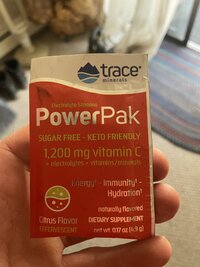 trace
minerals
Electrolyte Stamina
PowerPak
SUGAR FREE - KETO FRIENDLY
1,200 mg vitamin C
+ electrolytes + vitamins/minerals
Energy† - Immunity† -
Hydration†
naturally flavored
Citrus Flavor
EFFERVESCENT
DIETARY SUPPLEMENT
net wt. 0.17 oz (4.9 g)